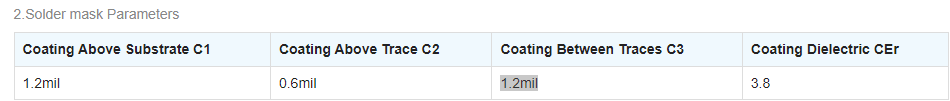 2.Solder mask Parameters
Coating Above Substrate C1 Coating Above Trace C2 Coating Between Traces C3 Coating Dielectric CEr
1.2mil 0.6mil 1.2mil 3.8